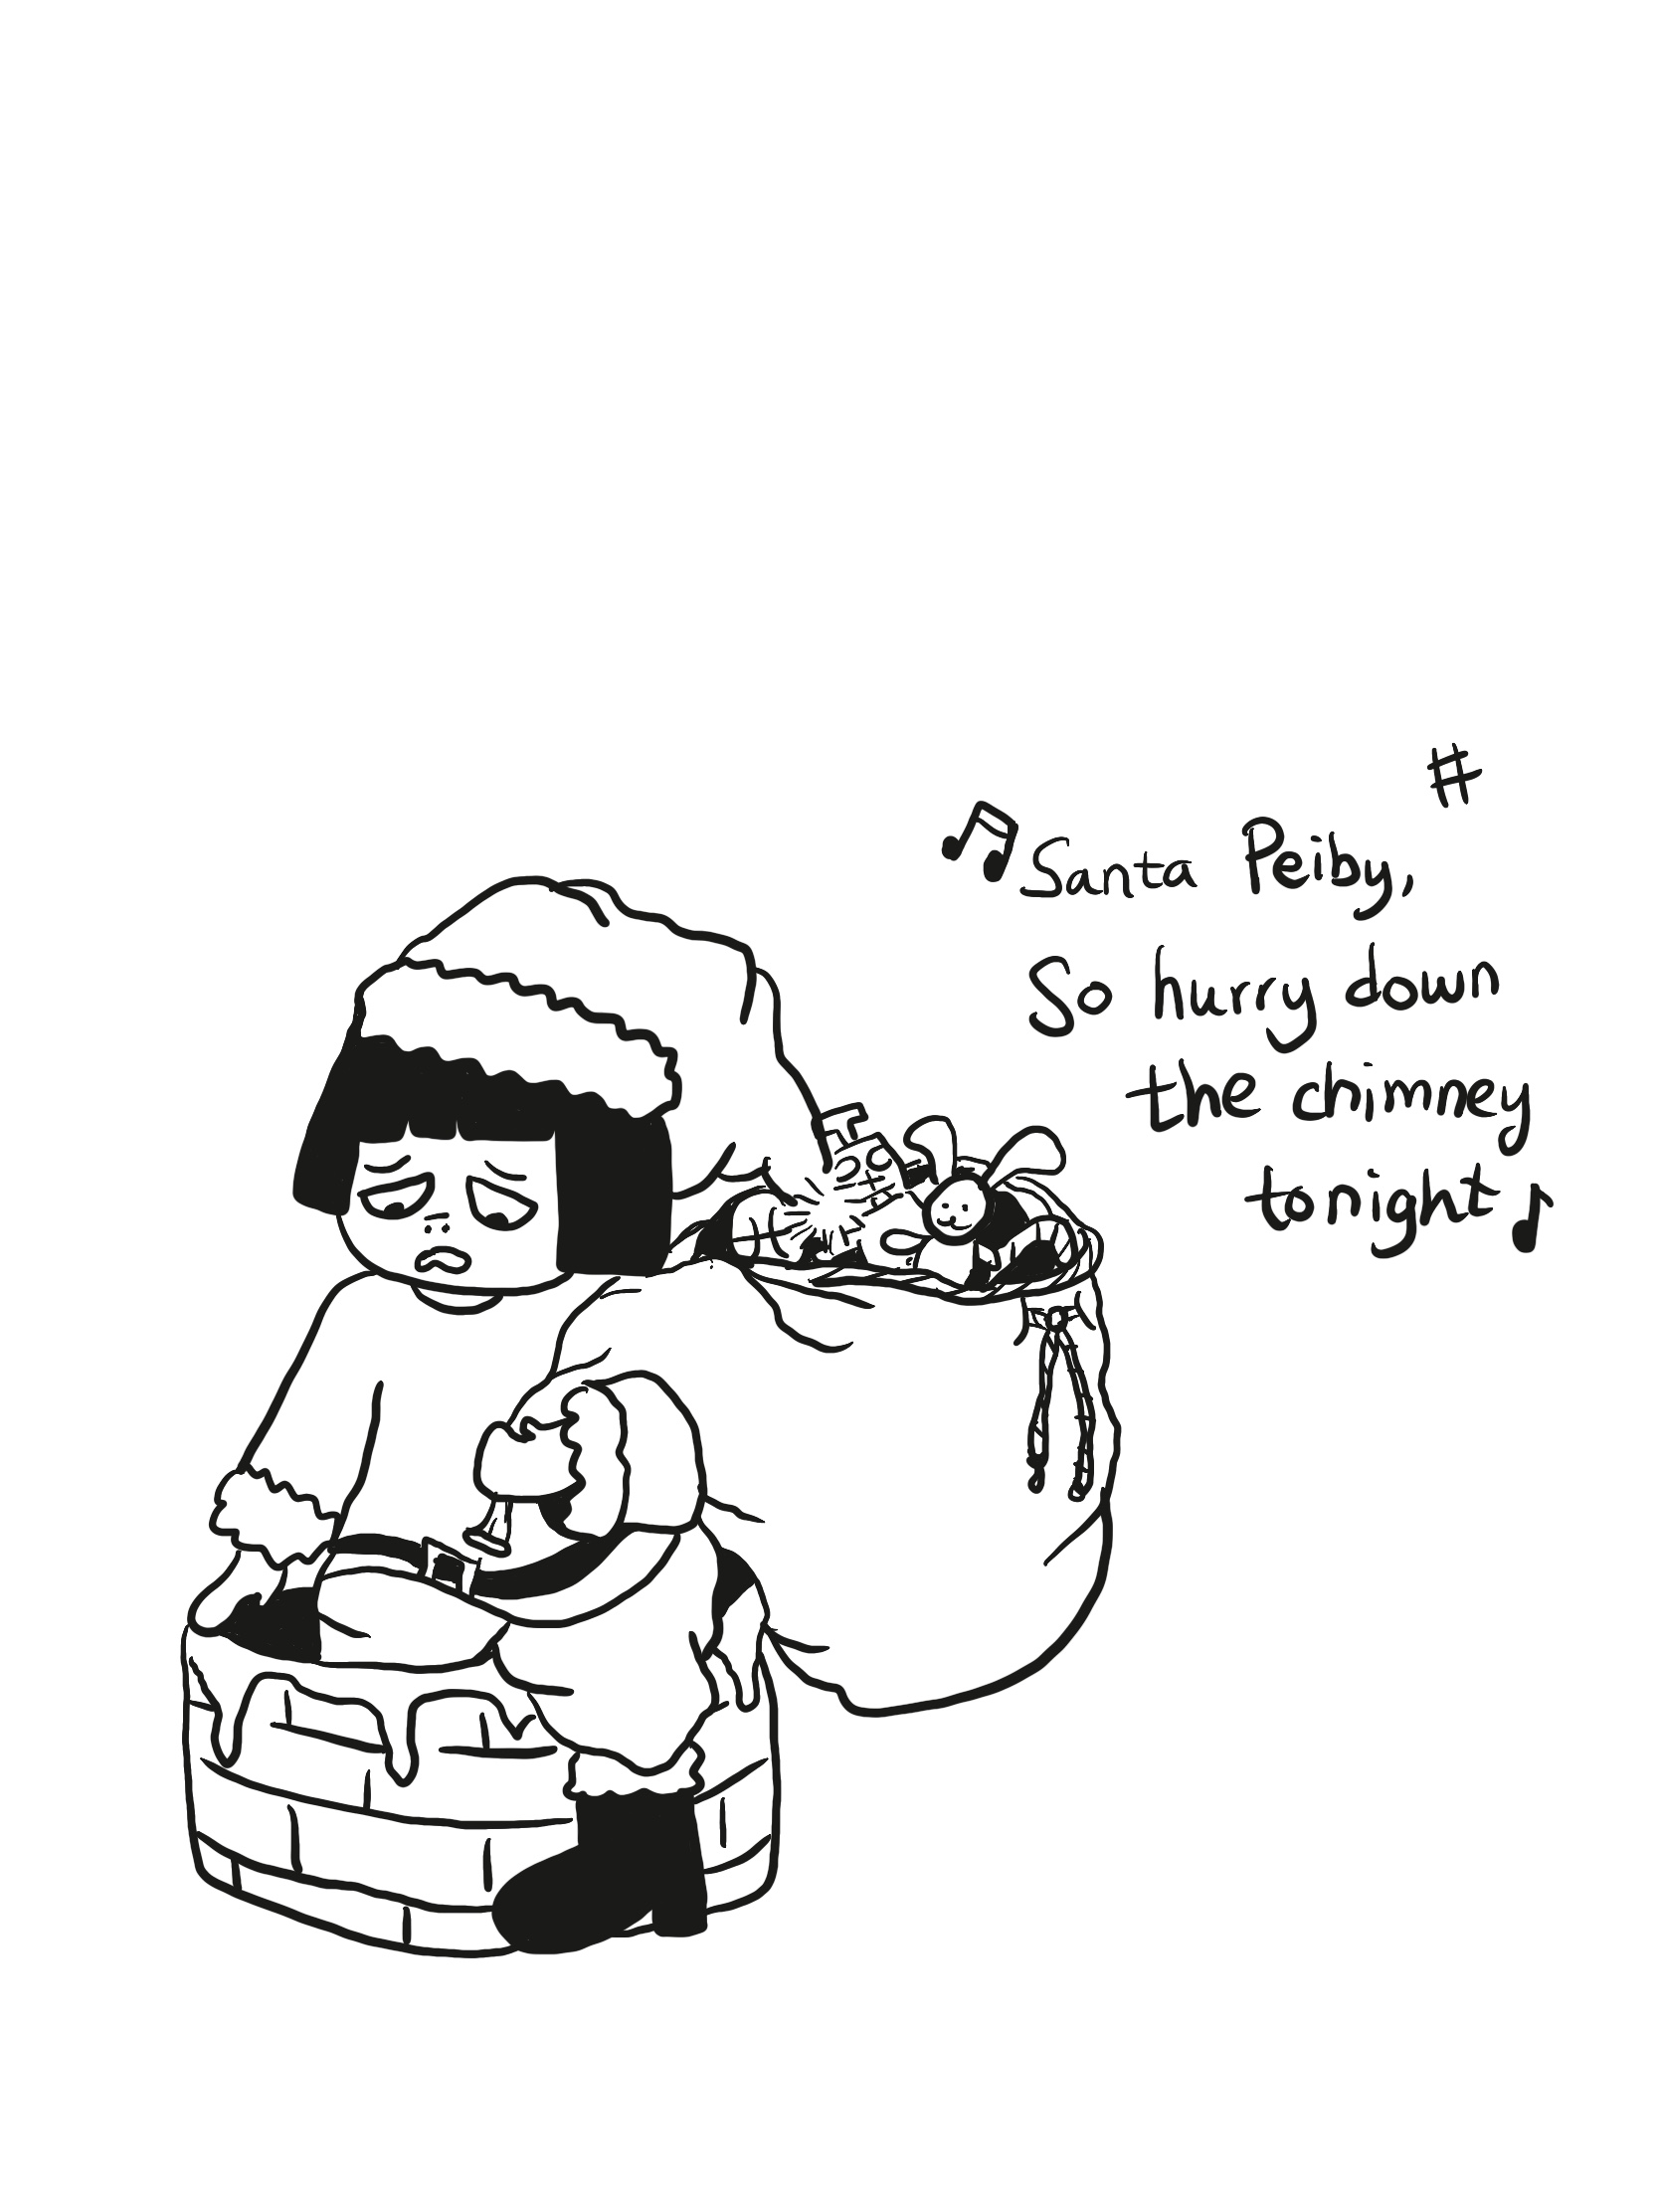 ♫ Santa Peiby, #
So hurry down
the chimney
tonight ♪